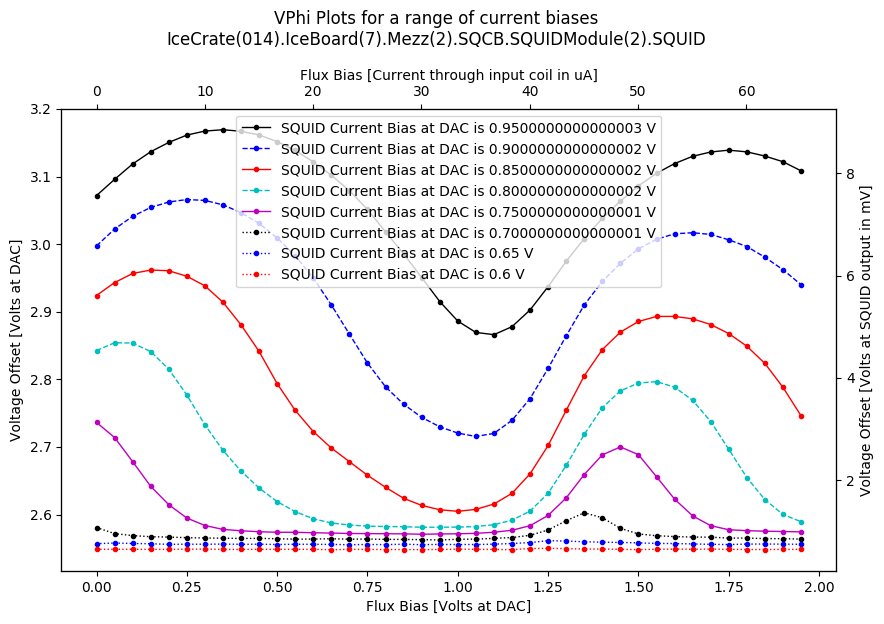 VPhi Plots for a range of current biases
IceCrate(014).IceBoard(7).Mezz(2).SQCB.SQUIDModule(2).SQUID
Flux Bias [Current through input coil in uA]
0 10 20 30 40 50 60
SQUID Current Bias at DAC is 0.9500000000000003 V
SQUID Current Bias at DAC is 0.9000000000000002 V
SQUID Current Bias at DAC is 0.8500000000000002 V
SQUID Current Bias at DAC is 0.8000000000000002 V
SQUID Current Bias at DAC is 0.7500000000000001 V
SQUID Current Bias at DAC is 0.7000000000000001 V
SQUID Current Bias at DAC is 0.65 V
SQUID Current Bias at DAC is 0.6 V
Voltage Offset [Volts at DAC]
3.2
3.1
3.0
2.9
2.8
2.7
2.6
8
6
4
2
Voltage Offset [Volts at SQUID output in mV]
0.00 0.25 0.50 0.75 1.00 1.25 1.50 1.75 2.00
Flux Bias [Volts at DAC]